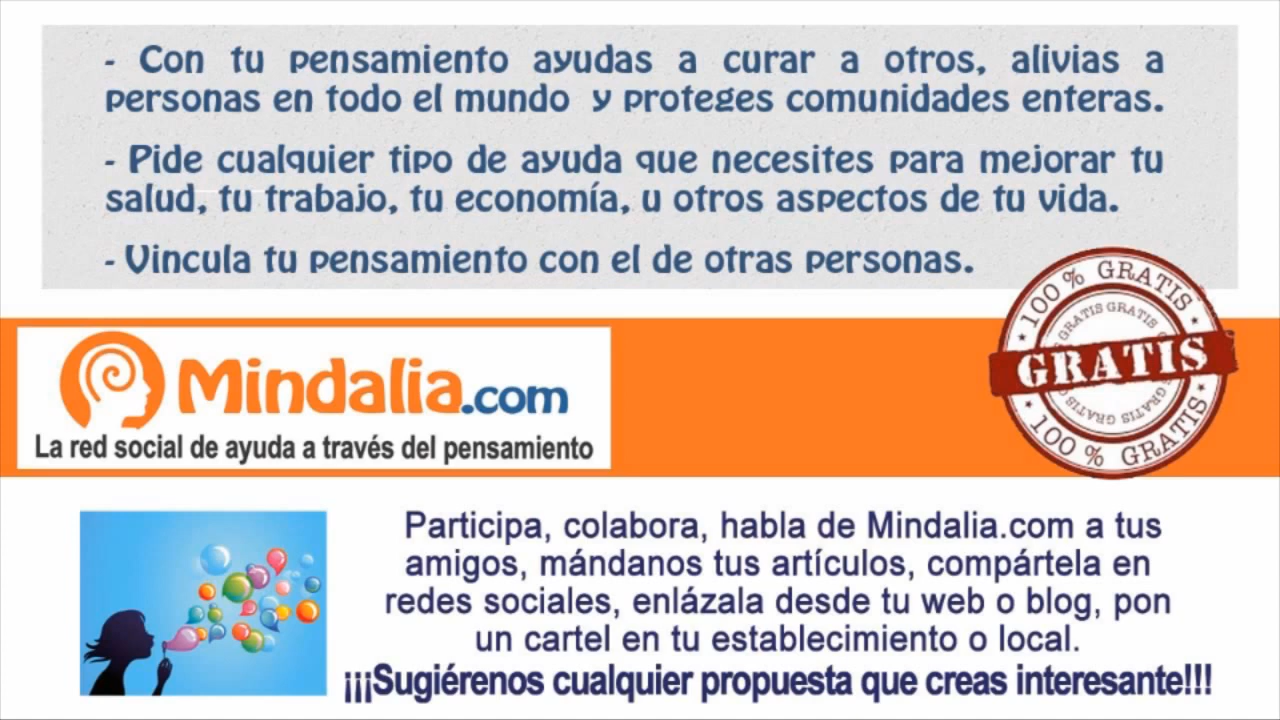 - Con tu pensamiento ayudas a curar a otros, alivias a
personas en todo el mundo y proteges comunidades enteras.
- Pide cualquier tipo de ayuda que necesites para mejorar tu
salud, tu trabajo, tu economía, u otros aspectos de tu vida.
- Vincula tu pensamiento con el de otras personas.
100 % GRATIS
GRATIS GRATIS GRATIS
GRATIS
GRATIS GRATIS
100 % GRATIS
Mindalia.com
La red social de ayuda a través del pensamiento
Participa, colabora, habla de Mindalia.com a tus
amigos, mándanos tus artículos, compártela en
redes sociales, enlázala desde tu web o blog, pon
un cartel en tu establecimiento o local.
¡¡¡Sugiérenos cualquier propuesta que creas interesante!!!